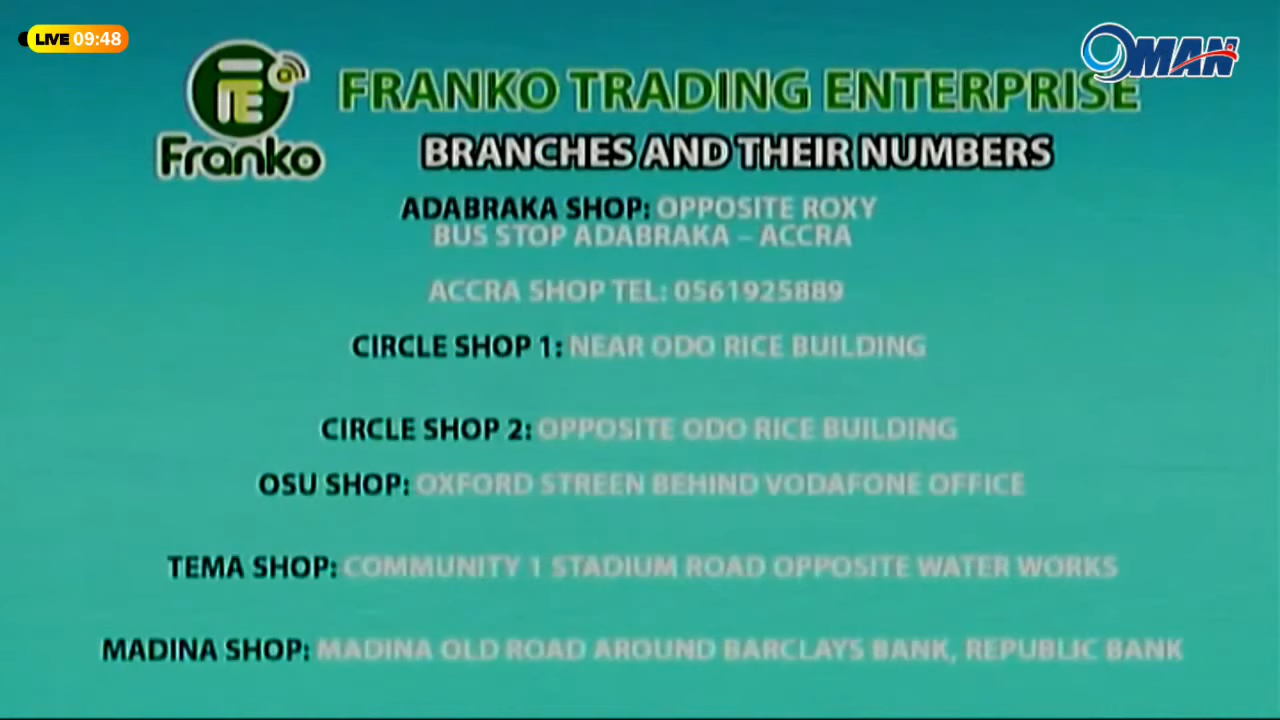 LIVE 09:48
9MAN
FRANKO TRADING ENTERPRISE
Franko
BRANCHES AND THEIR NUMBERS
ADABRAKA SHOP: OPPOSITE ROXY
BUS STOP ADABRAKA – ACCRA
ACCRA SHOP TEL: 0561925889
CIRCLE SHOP 1: NEAR ODO RICE BUILDING
CIRCLE SHOP 2: OPPOSITE ODO RICE BUILDING
OSU SHOP: OXFORD STREEN BEHIND VODAFONE OFFICE
TEMA SHOP: COMMUNITY 1 STADIUM ROAD OPPOSITE WATER WORKS
MADINA SHOP: MADINA OLD ROAD AROUND BARCLAYS BANK, REPUBLIC BANK